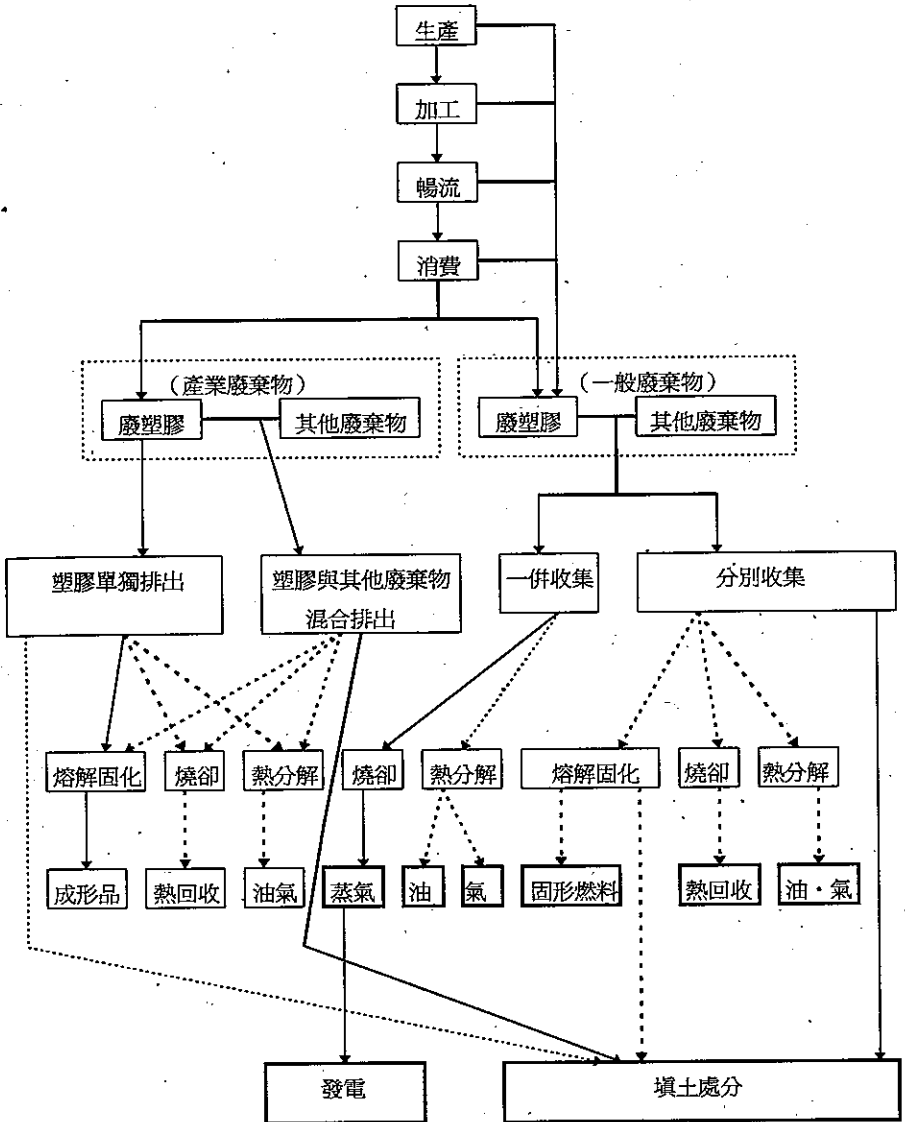 生產
加工
暢流
消費
（產業廢棄物）
（一般廢棄物）
廢塑膠
其他廢棄物
廢塑膠
其他廢棄物
塑膠單獨排出
塑膠與其他廢棄物
混合排出
一併收集
分別收集
熔解固化
燒卻
熱分解
燒卻
熱分解
熔解固化
燒卻
熱分解
成形品
熱回收
油氣
蒸氣
油
氣
固形燃料
熱回收
油・氣
發電
填土處分